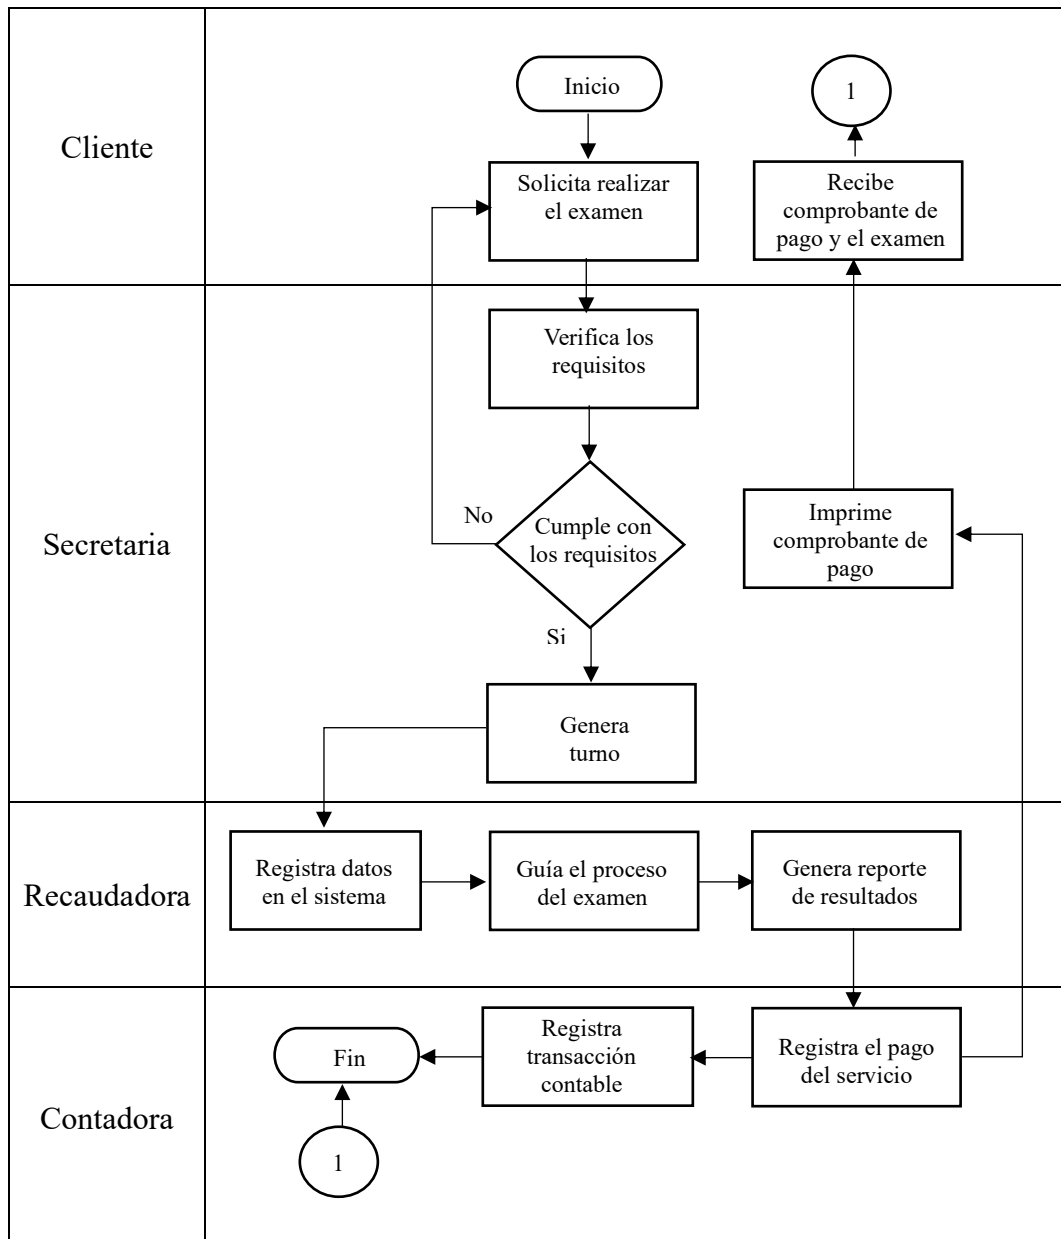 Cliente
Inicio
1
Solicita realizar
el examen
Recibe
comprobante de
pago y el examen
Secretaria
Verifica los
requisitos
No
Cumple con
los requisitos
Imprime
comprobante de
pago
Si
Genera
turno
Recaudadora
Registra datos
en el sistema
Guía el proceso
del examen
Genera reporte
de resultados
Contadora
Fin
Registra
transacción
contable
Registra el pago
del servicio
1